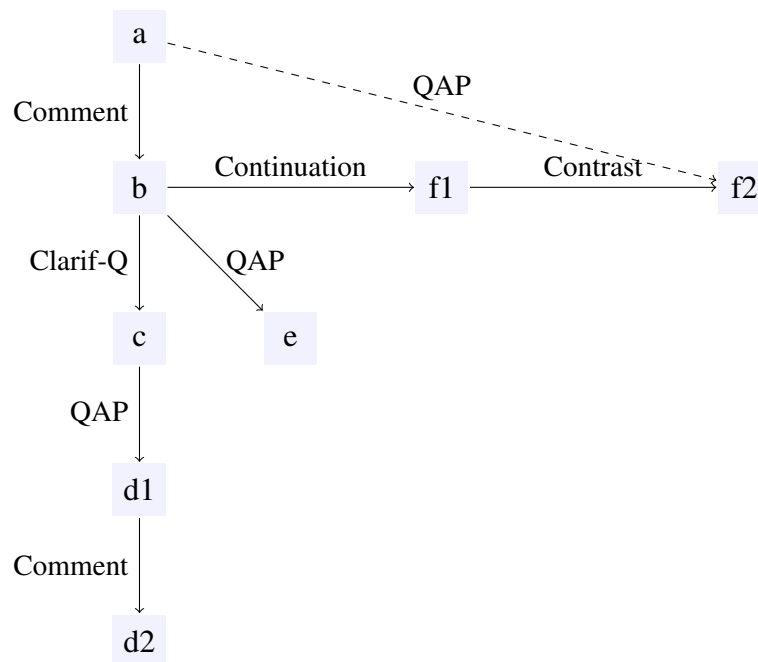 a
QAP
Comment
b
Continuation
f1
Contrast
f2
Clarif-Q
QAP
c
e
QAP
d1
Comment
d2